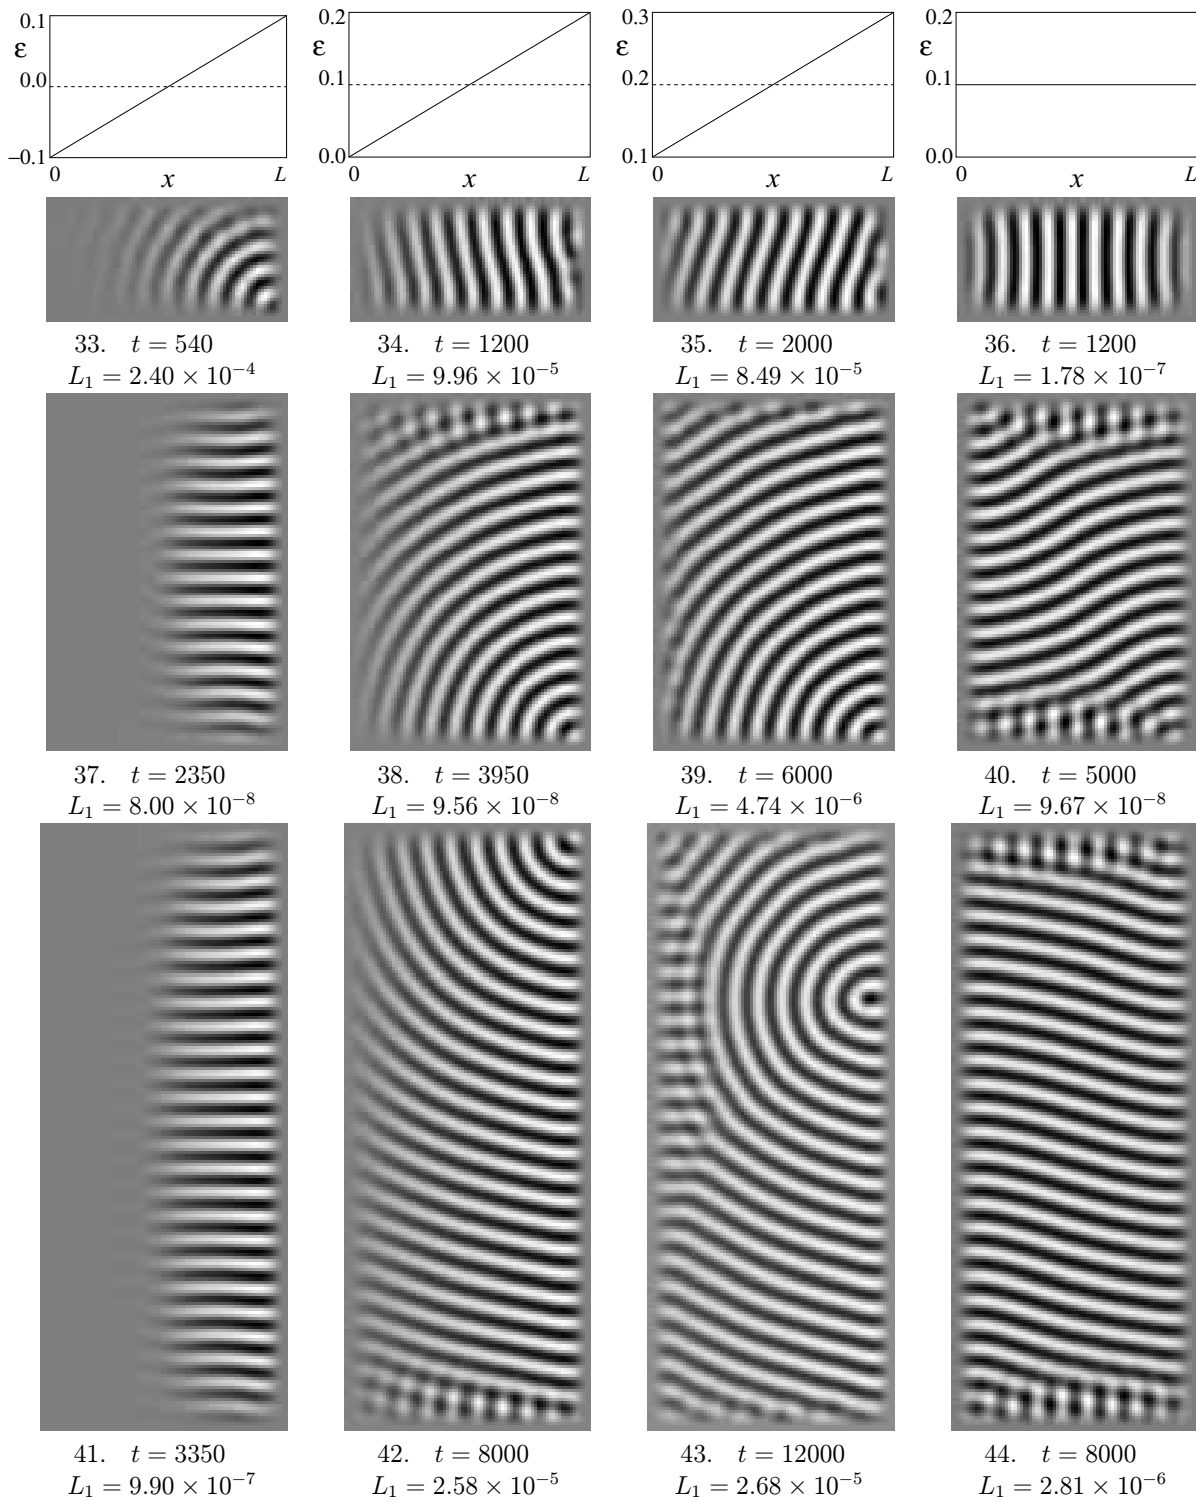 0.1
ε
0.0
−0.1
0
x
L
0.2
ε
0.1
0.0
0
x
L
0.3
ε
0.2
0.1
0
x
L
0.2
ε
0.1
0.0
0
x
L
33. t = 540
L₁ = 2.40 × 10⁻⁴
34. t = 1200
L₁ = 9.96 × 10⁻⁵
35. t = 2000
L₁ = 8.49 × 10⁻⁵
36. t = 1200
L₁ = 1.78 × 10⁻⁷
37. t = 2350
L₁ = 8.00 × 10⁻⁸
38. t = 3950
L₁ = 9.56 × 10⁻⁸
39. t = 6000
L₁ = 4.74 × 10⁻⁶
40. t = 5000
L₁ = 9.67 × 10⁻⁸
41. t = 3350
L₁ = 9.90 × 10⁻⁷
42. t = 8000
L₁ = 2.58 × 10⁻⁵
43. t = 12000
L₁ = 2.68 × 10⁻⁵
44. t = 8000
L₁ = 2.81 × 10⁻⁶